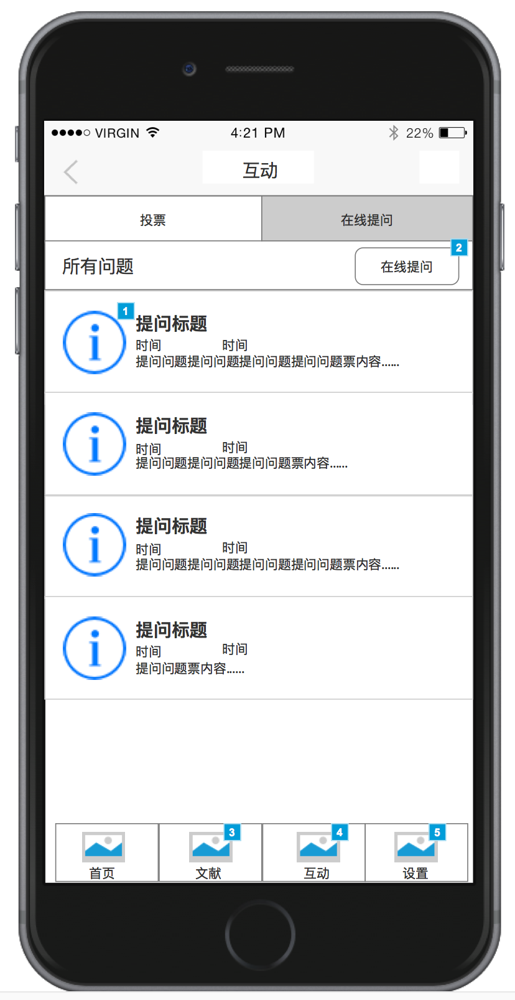 VIRGIN 4:21 PM 22%
互动
投票 在线提问
2
所有问题 在线提问
1
提问标题
时间 时间
提问问题提问问题提问问题提问问题票内容......
提问标题
时间 时间
提问问题提问问题提问问题票内容......
提问标题
时间 时间
提问问题提问问题提问问题提问问题票内容......
提问标题
时间 时间
提问问题票内容......
3 4 5
首页 文献 互动 设置